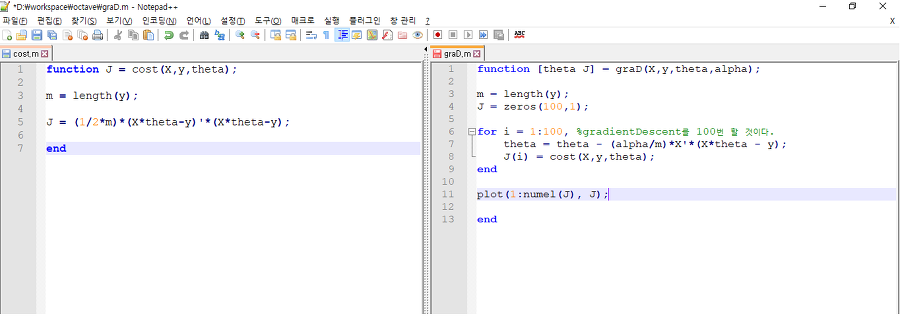 *D:₩workspace₩octave₩graD.m - Notepad++
파일(F) 편집(E) 찾기(S) 보기(V) 인코딩(N) 언어(L) 설정(T) 도구(O) 매크로 실행 플러그인 창 관리 ? X
ABC
cost.m
1 function J = cost(X,y,theta);
2
3 m = length(y);
4
5 J = (1/2*m)*(X*theta-y)'*(X*theta-y);
6
7 end
graD.m
1 function [theta J] = graD(X,y,theta,alpha);
2
3 m = length(y);
4 J = zeros(100,1);
5
6 for i = 1:100, %gradientDescent를 100번 할 것이다.
7 theta = theta - (alpha/m)*X'*(X*theta - y);
8 J(i) = cost(X,y,theta);
9 end
10
11 plot(1:numel(J), J);
12
13 end